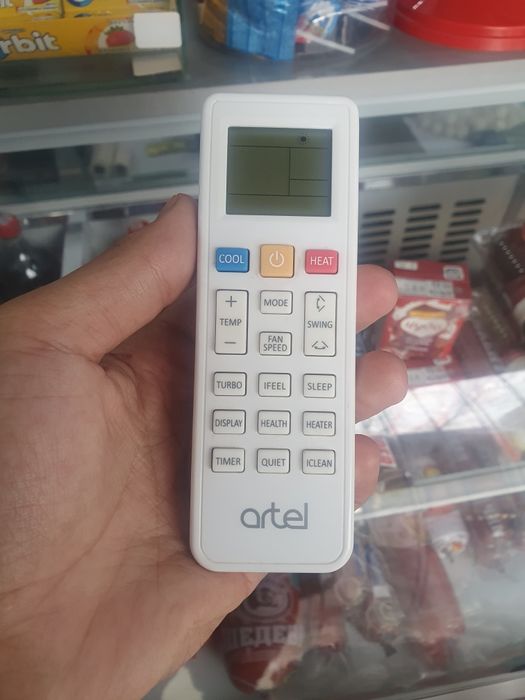 rbit
COOL
HEAT
+
TEMP
−
MODE
FAN
SPEED
SWING
TURBO
IFEEL
SLEEP
DISPLAY
HEALTH
HEATER
TIMER
QUIET
ICLEAN
artel